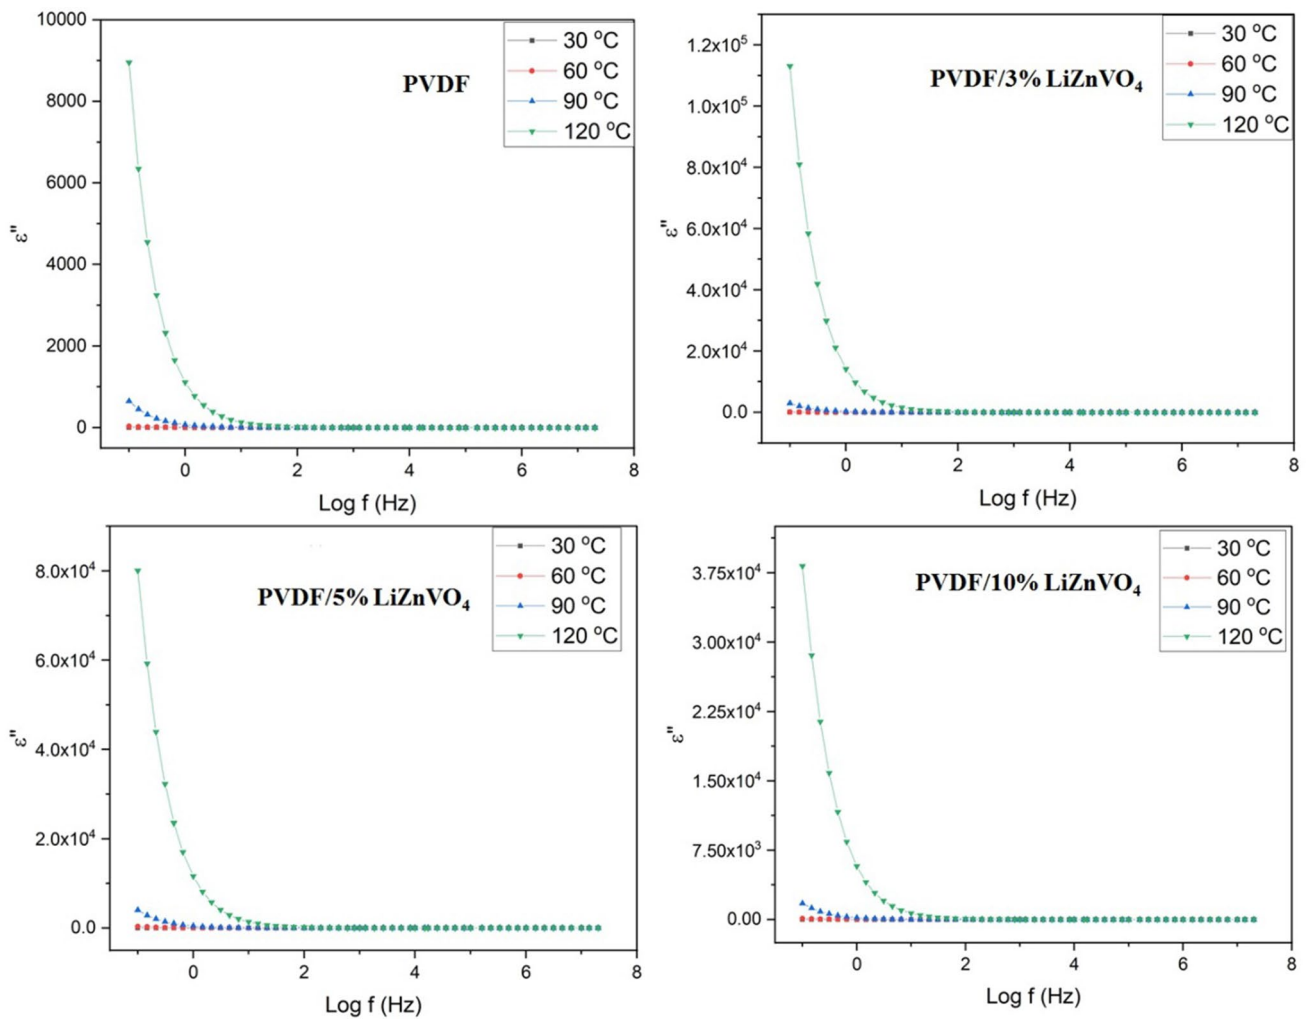 PVDF
30 °C
60 °C
90 °C
120 °C
10000
8000
6000
4000
2000
0
ε"
0
2
4
6
8
Log f (Hz)
PVDF/3% LiZnVO₄
30 °C
60 °C
90 °C
120 °C
1.2x10⁵
1.0x10⁵
8.0x10⁴
6.0x10⁴
4.0x10⁴
2.0x10⁴
0.0
ε"
0
2
4
6
8
Log f (Hz)
PVDF/5% LiZnVO₄
30 °C
60 °C
90 °C
120 °C
8.0x10⁴
6.0x10⁴
4.0x10⁴
2.0x10⁴
0.0
ε"
0
2
4
6
8
Log f (Hz)
PVDF/10% LiZnVO₄
30 °C
60 °C
90 °C
120 °C
3.75x10⁴
3.00x10⁴
2.25x10⁴
1.50x10⁴
7.50x10³
0.00
ε"
0
2
4
6
8
Log f (Hz)